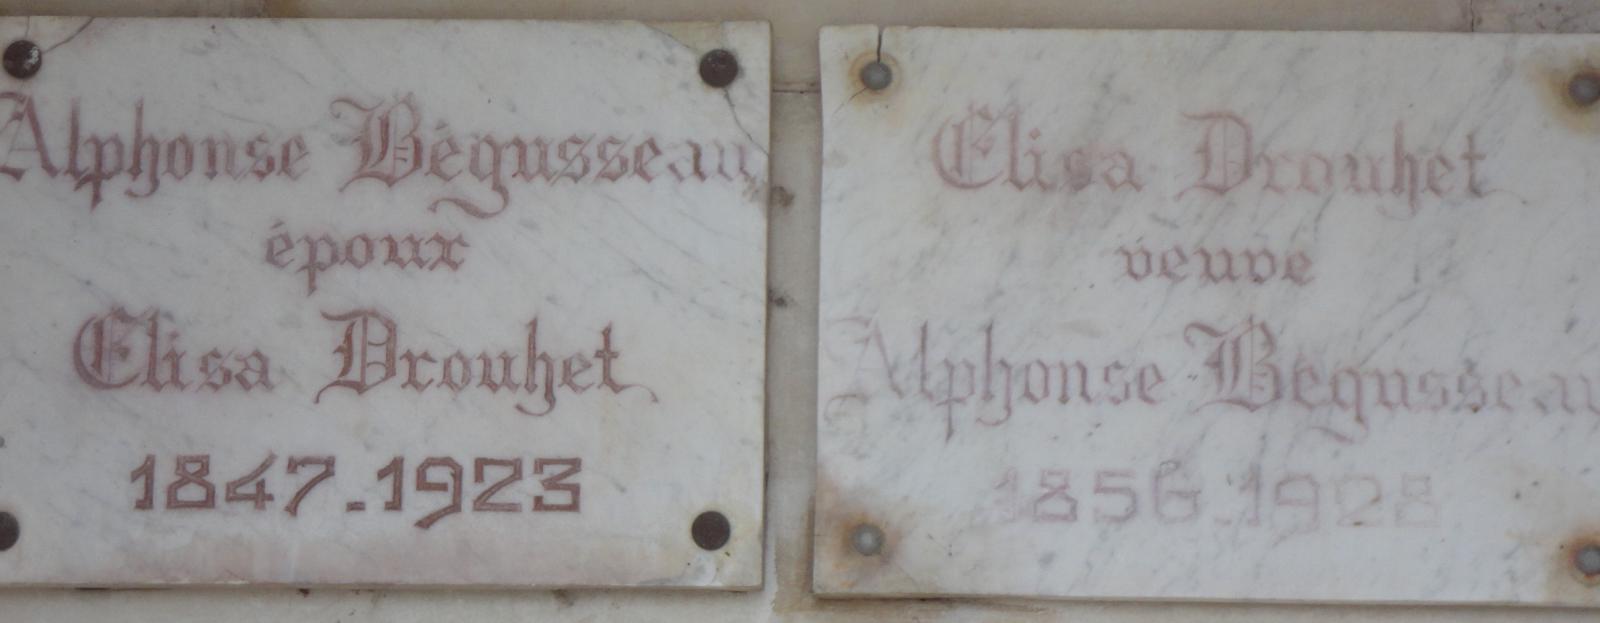 Alphonse Bégusseau
époux
Elisa Drouhet
1847.1923
Elisa Drouhet
veuve
Alphonse Bégusseau
1856.1928